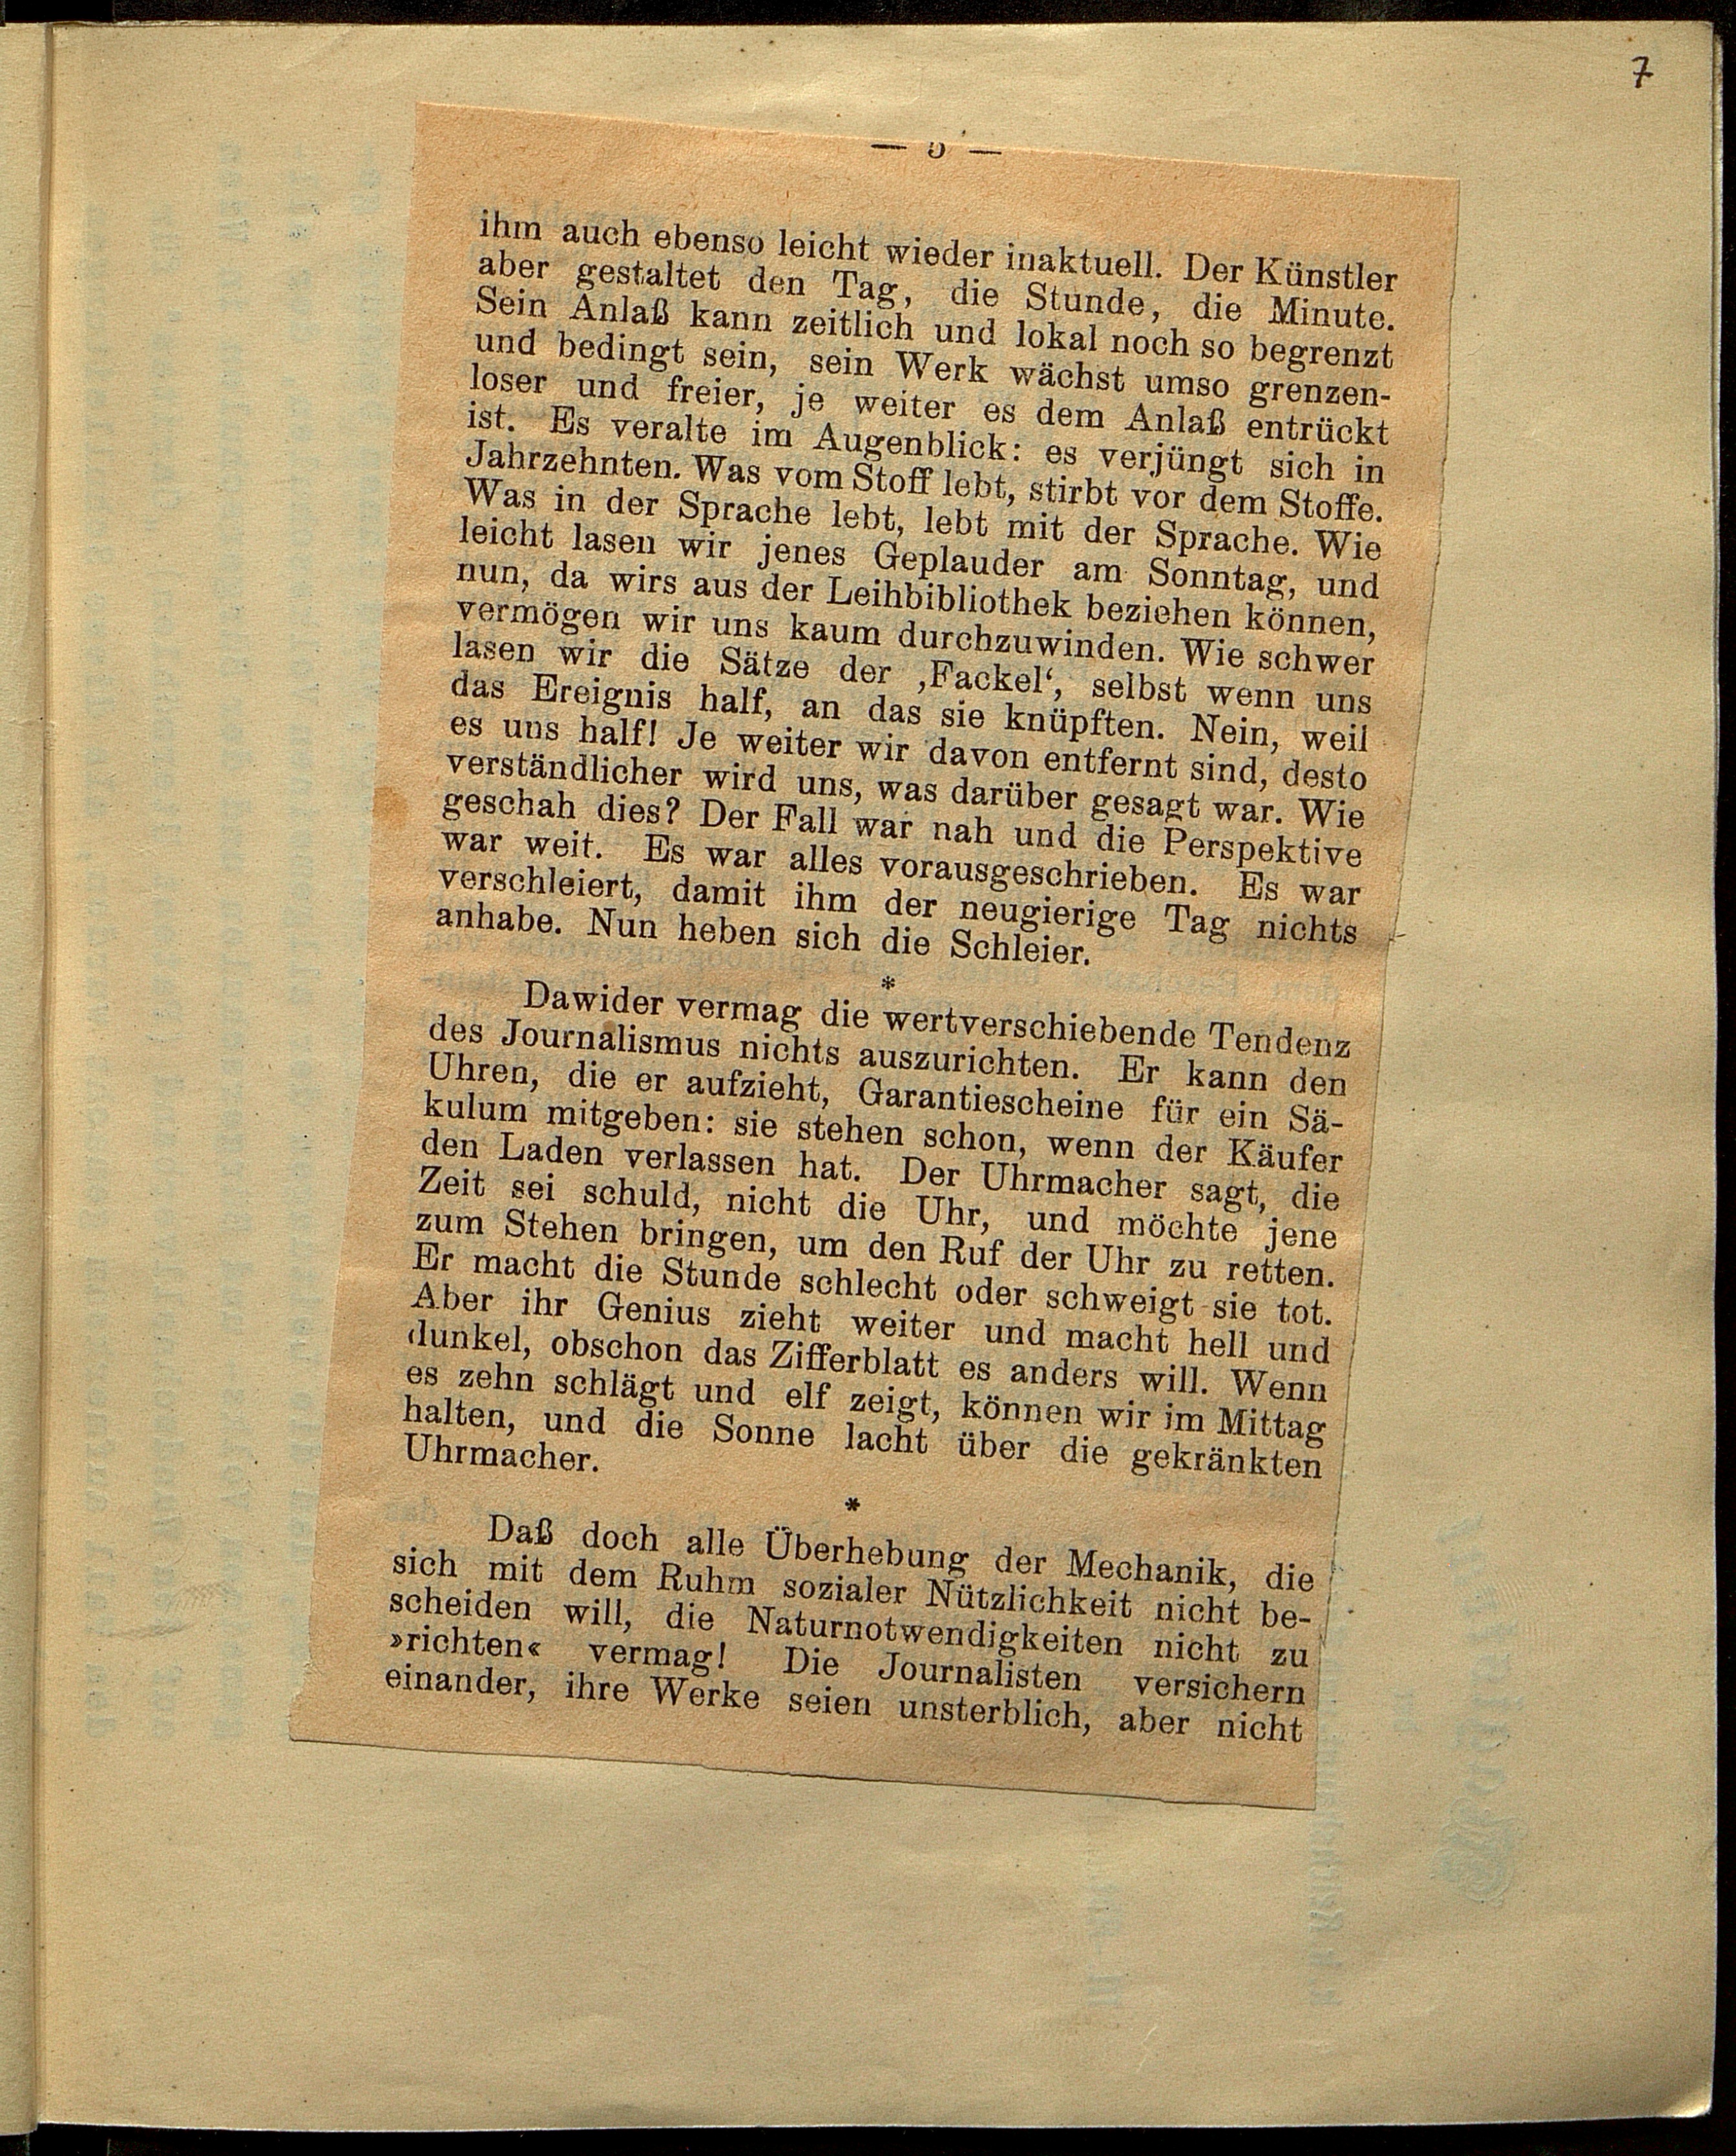 7
— 5 —
ihm auch ebenso leicht wieder inaktuell. Der Künstler
aber gestaltet den Tag, die Stunde, die Minute.
Sein Anlaß kann zeitlich und lokal noch so begrenzt
und bedingt sein, sein Werk wächst umso grenzen-
loser und freier, je weiter es dem Anlaß entrückt
ist. Es veralte im Augenblick: es verjüngt sich in
Jahrzehnten. Was vom Stoff lebt, stirbt vor dem Stoffe.
Was in der Sprache lebt, lebt mit der Sprache. Wie
leicht lasen wir jenes Geplauder am Sonntag, und
nun, da wirs aus der Leihbibliothek beziehen können,
vermögen wir uns kaum durchzuwinden. Wie schwer
lasen wir die Sätze der ‚Fackel‘, selbst wenn uns
das Ereignis half, an das sie knüpften. Nein, weil
es uns half! Je weiter wir davon entfernt sind, desto
verständlicher wird uns, was darüber gesagt war. Wie
geschah dies? Der Fall war nah und die Perspektive
war weit. Es war alles vorausgeschrieben. Es war
verschleiert, damit ihm der neugierige Tag nichts
anhabe. Nun heben sich die Schleier.
*
Dawider vermag die wertverschiebende Tendenz
des Journalismus nichts auszurichten. Er kann den
Uhren, die er aufzieht, Garantiescheine für ein Sä-
kulum mitgeben: sie stehen schon, wenn der Käufer
den Laden verlassen hat. Der Uhrmacher sagt, die
Zeit sei schuld, nicht die Uhr, und möchte jene
zum Stehen bringen, um den Ruf der Uhr zu retten.
Er macht die Stunde schlecht oder schweigt sie tot.
Aber ihr Genius zieht weiter und macht hell und
dunkel, obschon das Zifferblatt es anders will. Wenn
es zehn schlägt und elf zeigt, können wir im Mittag
halten, und die Sonne lacht über die gekränkten
Uhrmacher.
*
Daß doch alle Überhebung der Mechanik, die
sich mit dem Ruhm sozialer Nützlichkeit nicht be-
scheiden will, die Naturnotwendigkeiten nicht zu
»richten« vermag! Die Journalisten versichern
einander, ihre Werke seien unsterblich, aber nicht